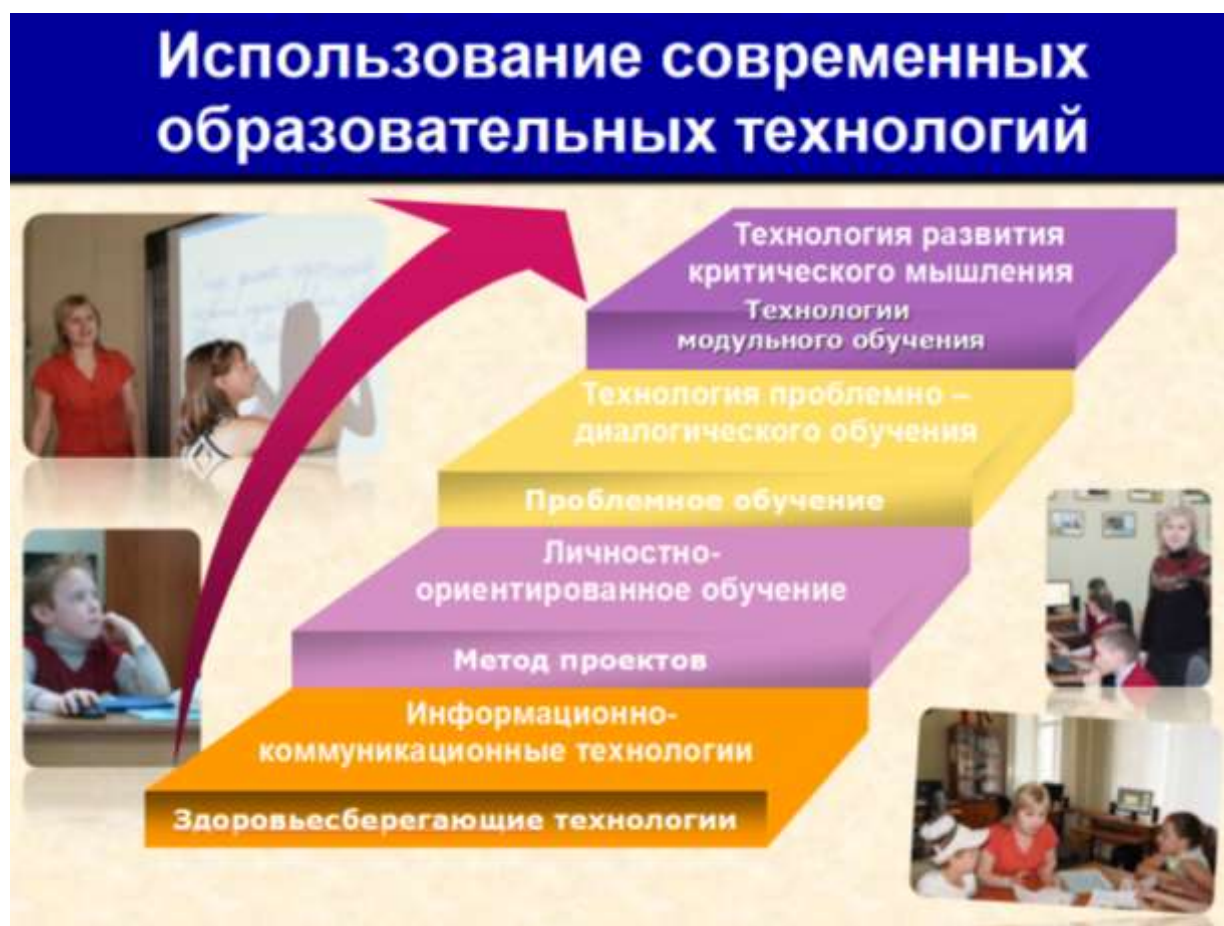 Использование современных
образовательных технологий
Технология развития
критического мышления
Технологии
модульного обучения
Технология проблемно –
диалогического обучения
Проблемное обучение
Личностно-
ориентированное обучение
Метод проектов
Информационно-
коммуникационные технологии
Здоровьесберегающие технологии